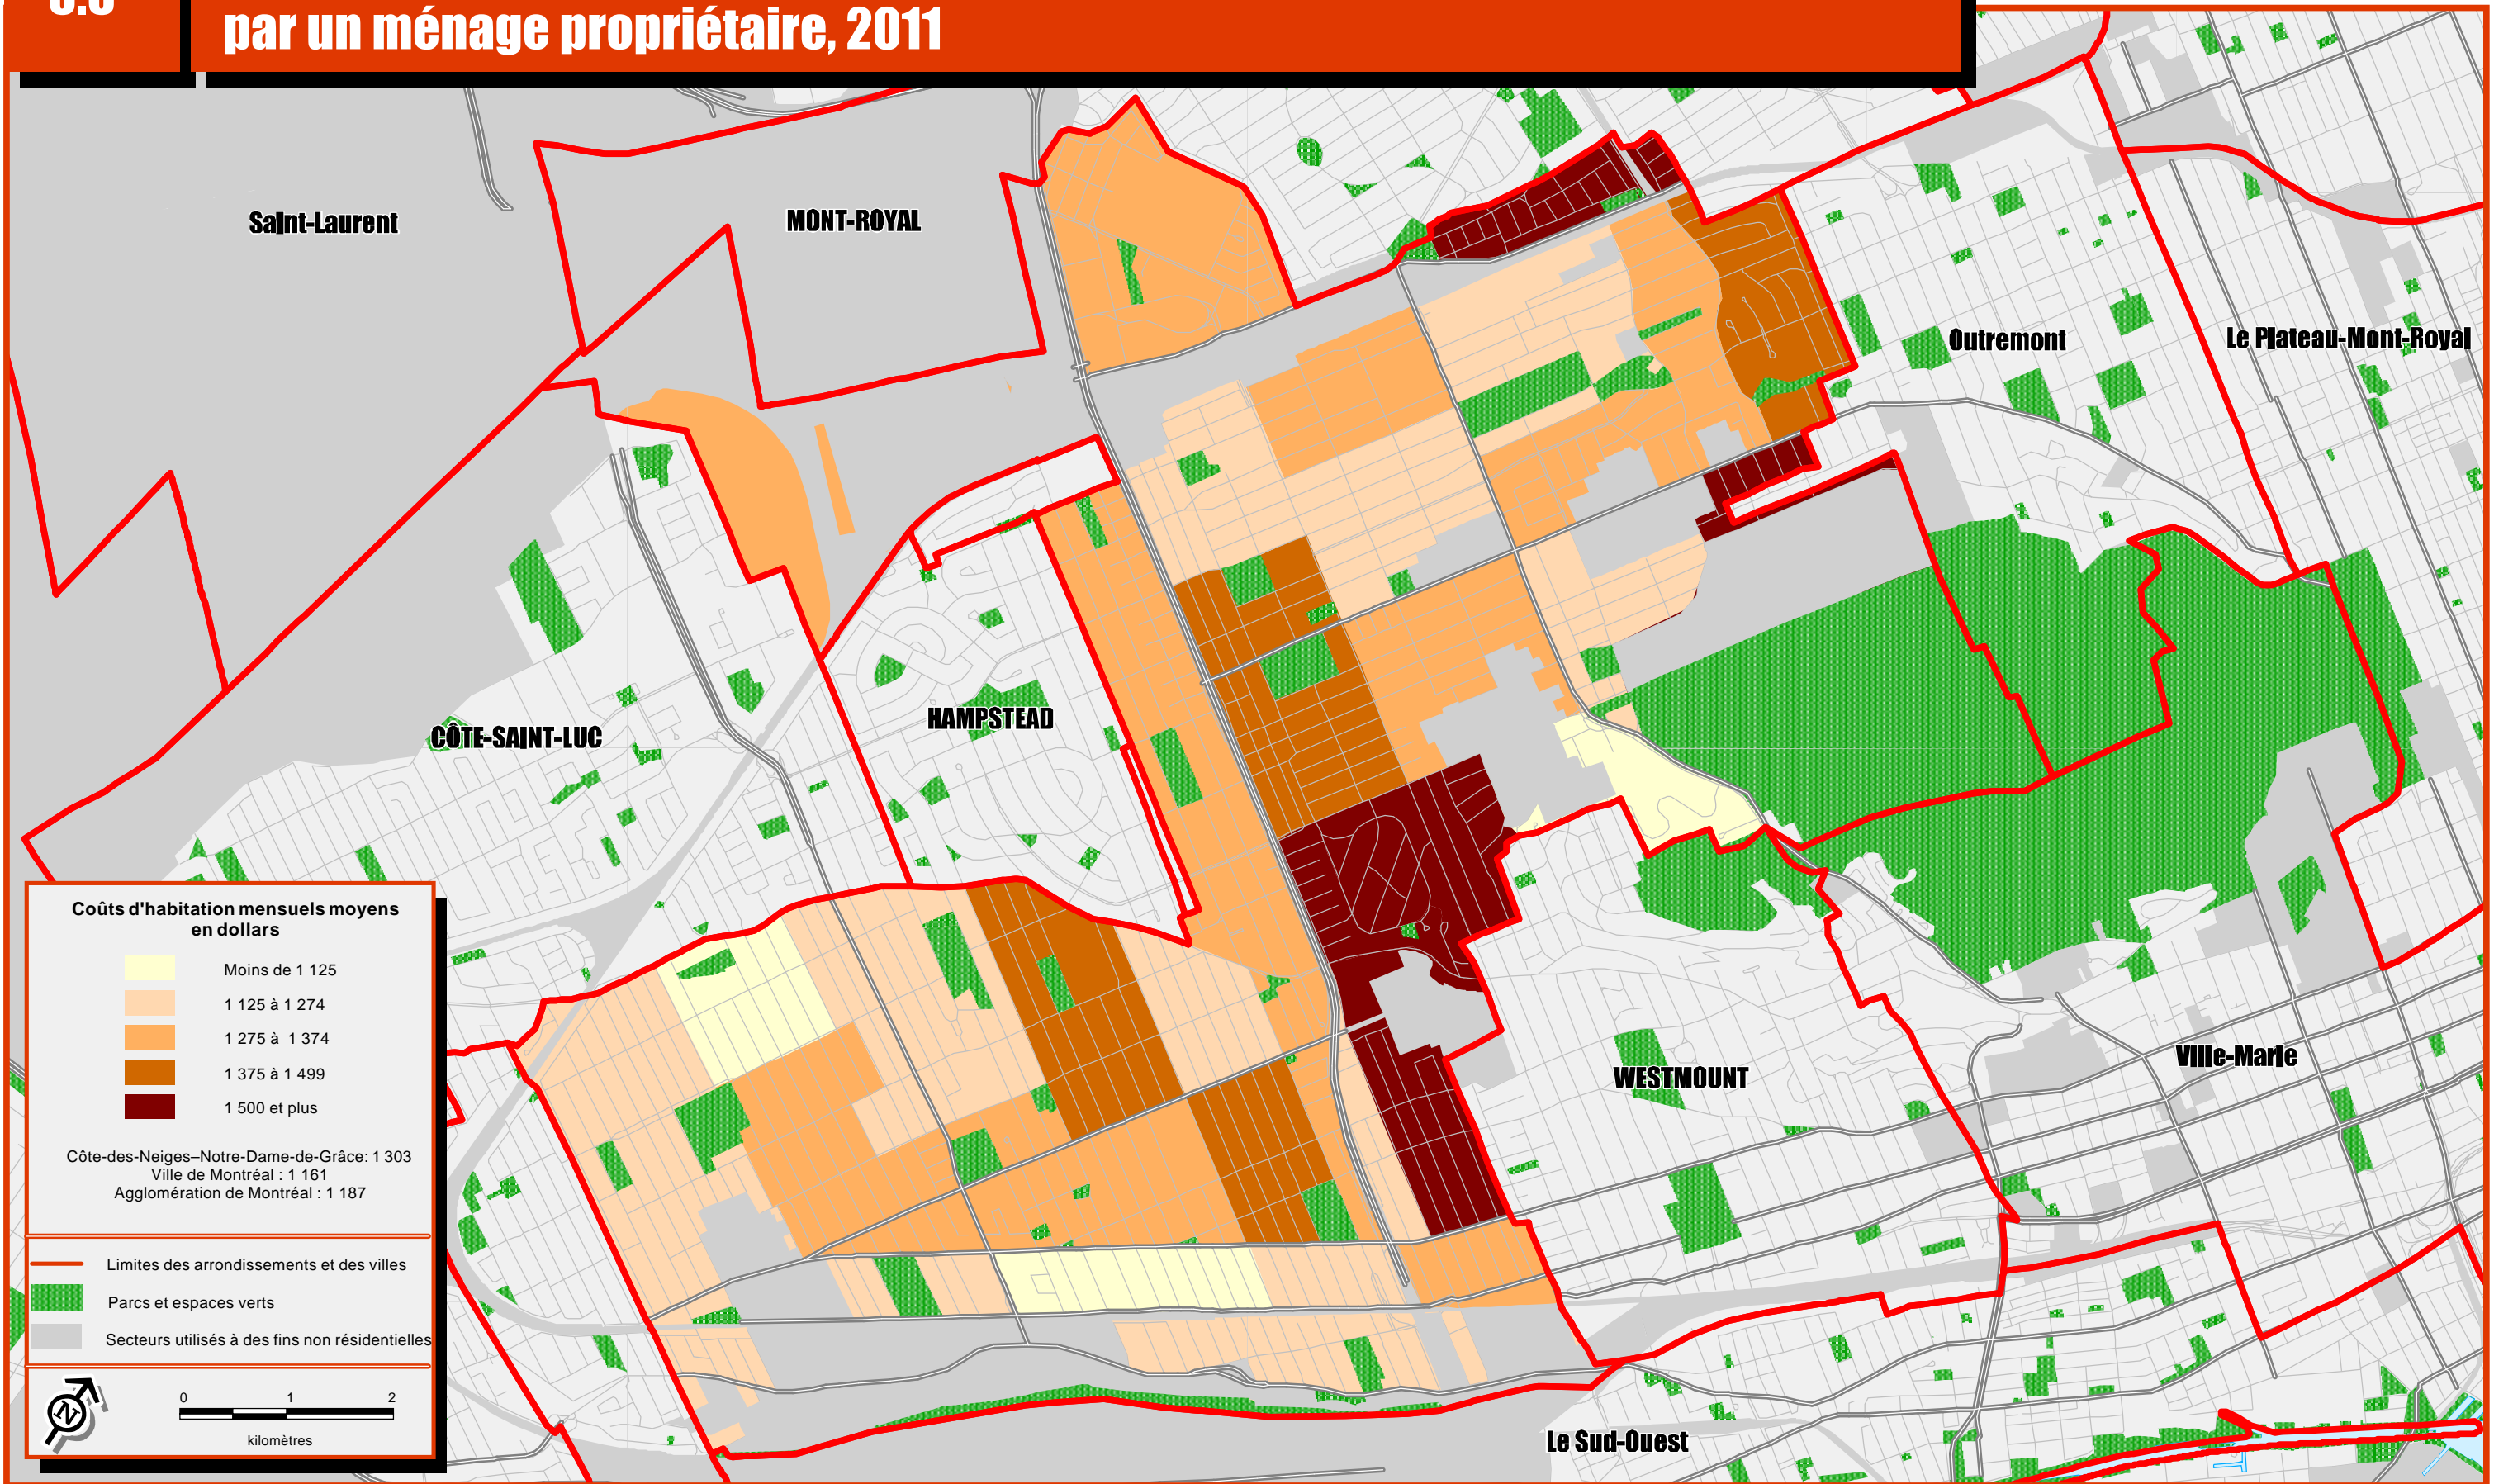 par un ménage propriétaire, 2011
Saint-Laurent
MONT-ROYAL
Outremont
Le Plateau-Mont-Royal
CÔTE-SAINT-LUC
HAMPSTEAD
WESTMOUNT
Ville-Marie
Le Sud-Ouest
Coûts d'habitation mensuels moyens
en dollars
Moins de 1 125
1 125 à 1 274
1 275 à 1 374
1 375 à 1 499
1 500 et plus
Côte-des-Neiges–Notre-Dame-de-Grâce: 1 303
Ville de Montréal : 1 161
Agglomération de Montréal : 1 187
Limites des arrondissements et des villes
Parcs et espaces verts
Secteurs utilisés à des fins non résidentielles
N
0 1 2
kilomètres